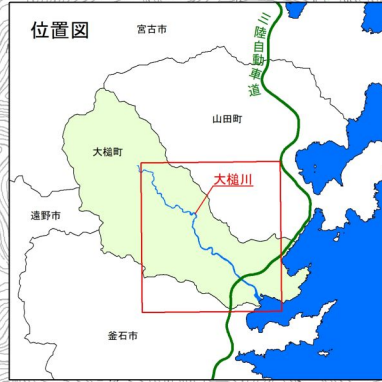 位置図
宮古市
三陸自動車道
山田町
大槌町
大槌川
遠野市
釜石市